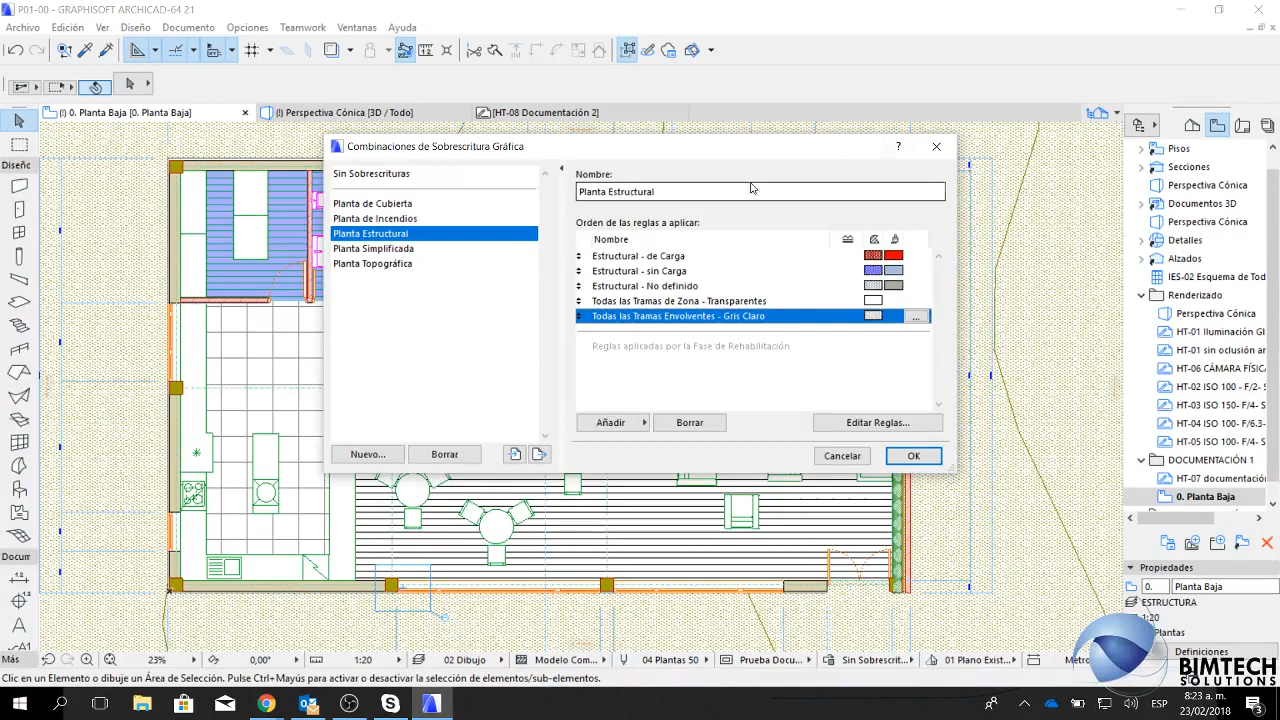 P01-00 - GRAPHISOFT ARCHICAD-64 21
Archivo Edición Ver Diseño Documento Opciones Teamwork Ventanas Ayuda
(!) 0. Planta Baja [0. Planta Baja]
(!) Perspectiva Cónica [3D / Todo]
[HT-08 Documentación 2]
Diseño
Docum
Más
Combinaciones de Sobrescritura Gráfica
Sin Sobrescrituras
Planta de Cubierta
Planta de Incendios
Planta Estructural
Planta Simplificada
Planta Topográfica
Nuevo...
Borrar
Nombre:
Planta Estructural
Orden de las reglas a aplicar:
Nombre
Estructural - de Carga
Estructural - sin Carga
Estructural - No definido
Todas las Tramas de Zona - Transparentes
Todas las Tramas Envolventes - Gris Claro
...
Reglas aplicadas por la Fase de Rehabilitación
Añadir
Borrar
Editar Reglas...
Cancelar
OK
Pisos
Secciones
Perspectiva Cónica
Documentos 3D
Perspectiva Cónica
Detalles
Alzados
IES-02 Esquema de Tod
Renderizado
Perspectiva Cónica
HT-01 Iluminación Gl
HT-01 sin oclusión ar
HT-06 CÁMARA FÍSIC
HT-02 ISO 100 - F/2- S
HT-03 ISO 150- F/4- S
HT-04 ISO 100- F/6.3-
HT-05 ISO 100- F/4- S
DOCUMENTACIÓN 1
HT-07 documentació
0. Planta Baja
Propiedades
0.
Planta Baja
ESTRUCTURA
1:20
Plantas
Definiciones
23%
0,00°
1:20
02 Dibujo
Modelo Com...
04 Plantas 50
Prueba Docu...
Sin Sobrescrit...
01 Plano Exist...
Metro
Clic en un Elemento o dibuje un Área de Selección. Pulse Ctrl+Mayús para activar o desactivar la selección de elementos/sub-elementos.
BIMTECH
SOLUTIONS
ESP
8:23 a. m.
23/02/2018
3